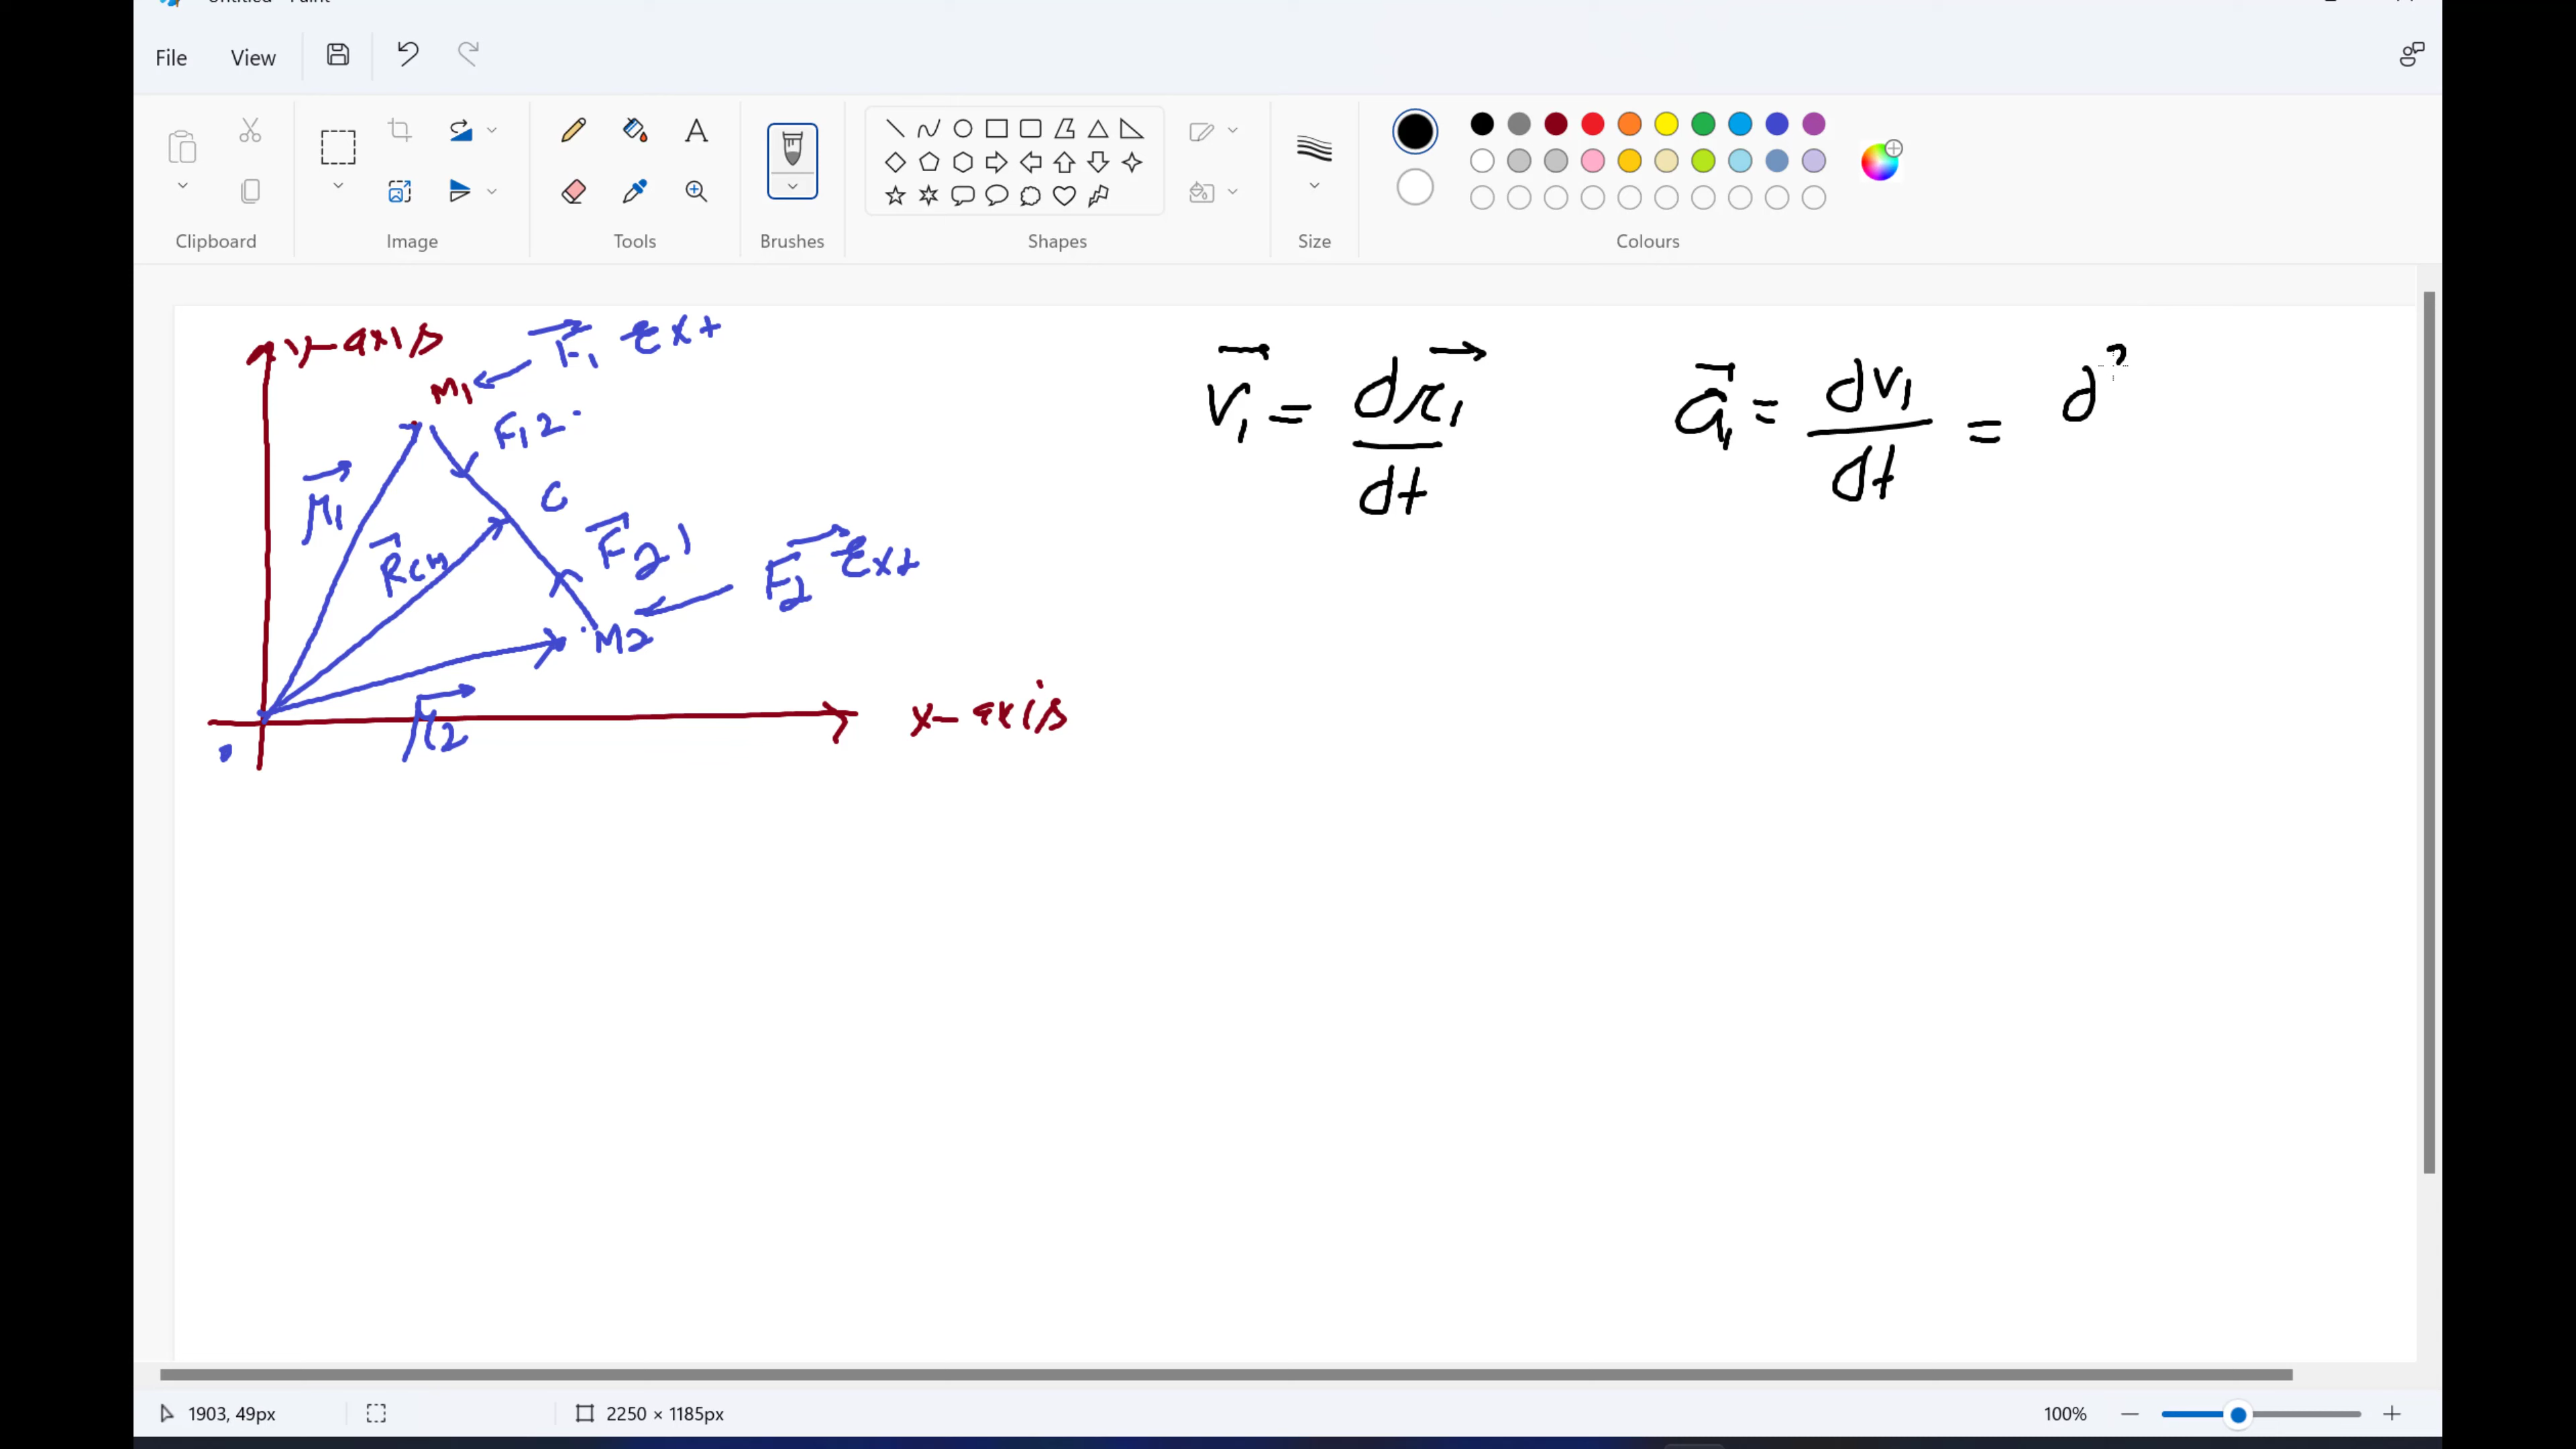 File View
Clipboard Image Tools Brushes Shapes Size Colours
y-axis
F₁ Ext
M₁
F₁2
C
r₁
Rcm
F₂1
F₂ Ext
M2
r₂
x-axis
v₁ = dr₁/dt
a₁ = dv₁/dt = d²
1903, 49px 2250 × 1185px 100%